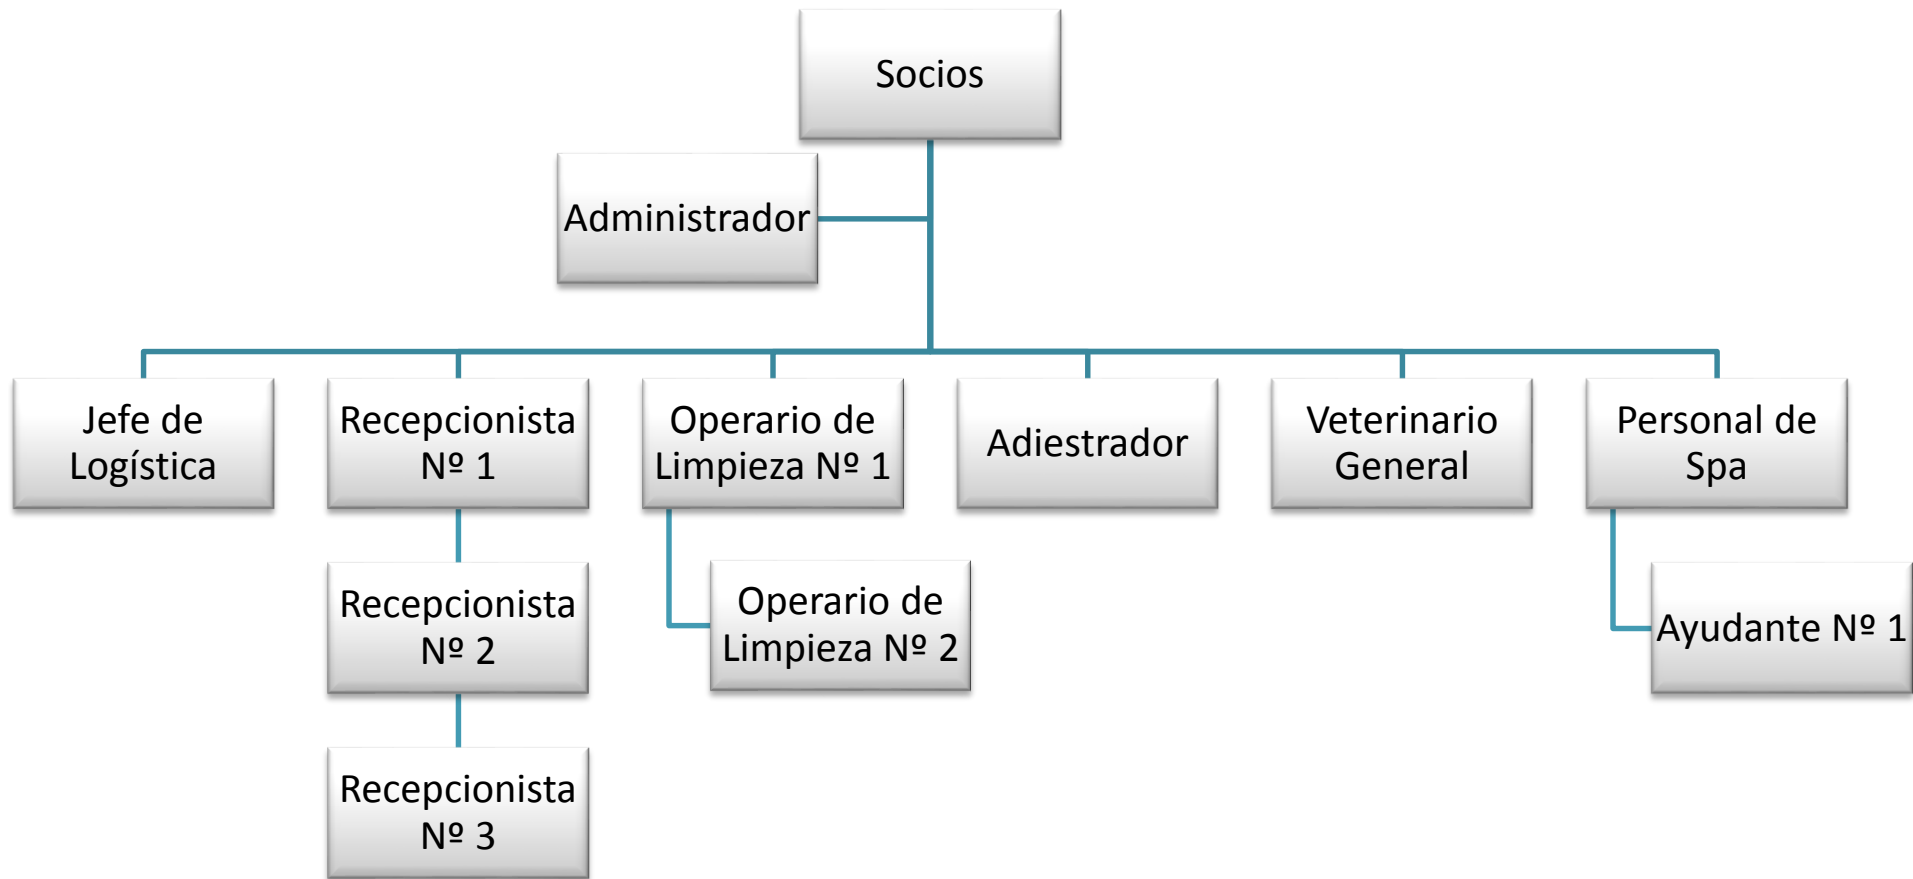 Socios
Administrador
Jefe de
Logística
Recepcionista
Nº 1
Operario de
Limpieza Nº 1
Adiestrador
Veterinario
General
Personal de
Spa
Recepcionista
Nº 2
Operario de
Limpieza Nº 2
Ayudante Nº 1
Recepcionista
Nº 3